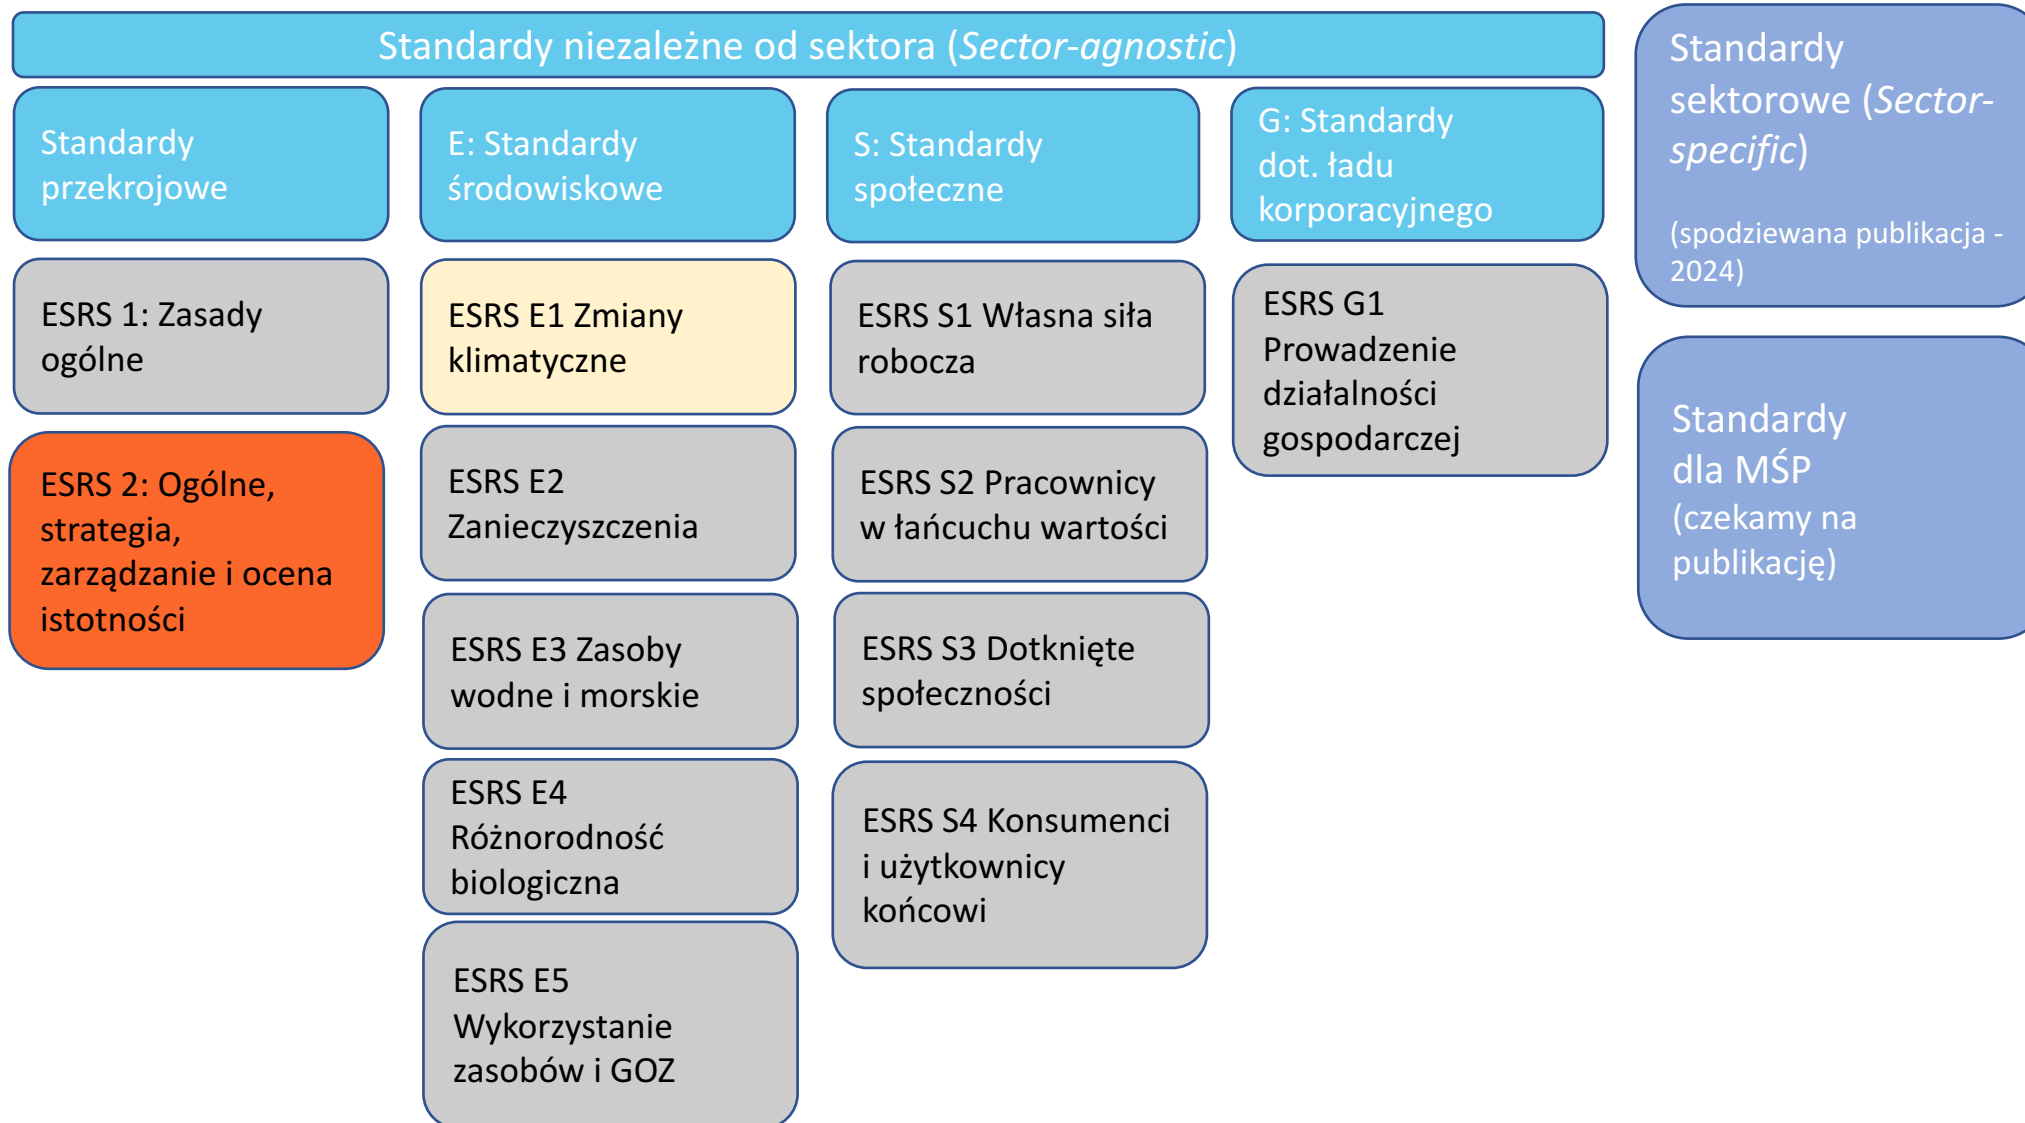 Standardy niezależne od sektora (Sector-agnostic)
Standardy
przekrojowe
ESRS 1: Zasady
ogólne
ESRS 2: Ogólne,
strategia,
zarządzanie i ocena
istotności
E: Standardy
środowiskowe
ESRS E1 Zmiany
klimatyczne
ESRS E2
Zanieczyszczenia
ESRS E3 Zasoby
wodne i morskie
ESRS E4
Różnorodność
biologiczna
ESRS E5
Wykorzystanie
zasobów i GOZ
S: Standardy
społeczne
ESRS S1 Własna siła
robocza
ESRS S2 Pracownicy
w łańcuchu wartości
ESRS S3 Dotknięte
społeczności
ESRS S4 Konsumenci
i użytkownicy
końcowi
G: Standardy
dot. ładu
korporacyjnego
ESRS G1
Prowadzenie
działalności
gospodarczej
Standardy
sektorowe (Sector-
specific)
(spodziewana publikacja -
2024)
Standardy
dla MŚP
(czekamy na
publikację)